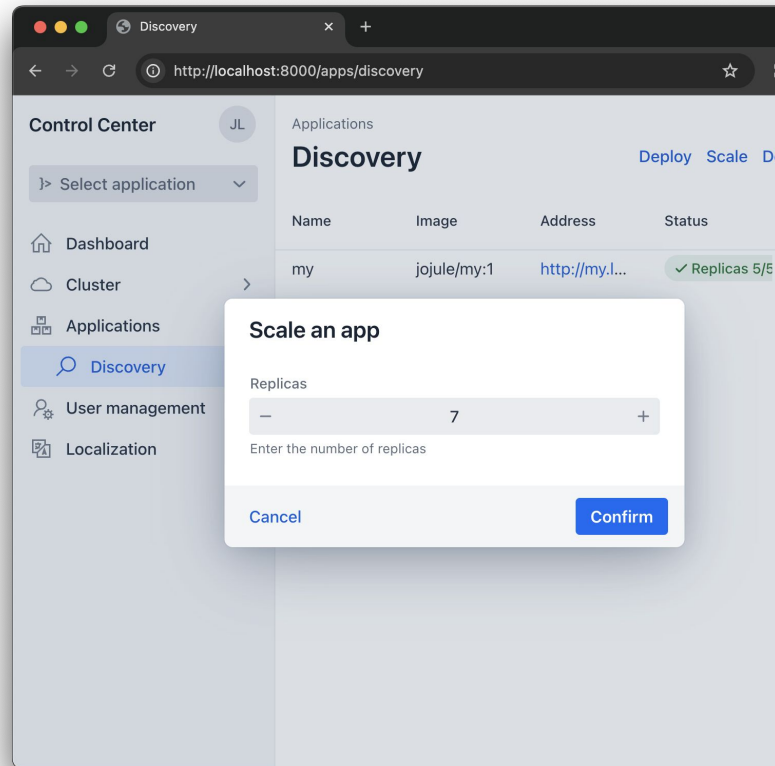 Discovery
http://localhost:8000/apps/discovery
Control Center
JL
Select application
Dashboard
Cluster
Applications
Discovery
User management
Localization
Applications
Discovery
Deploy Scale
Name Image Address Status
my jojule/my:1 http://my.l... Replicas 5/5
Scale an app
Replicas
7
Enter the number of replicas
Cancel Confirm